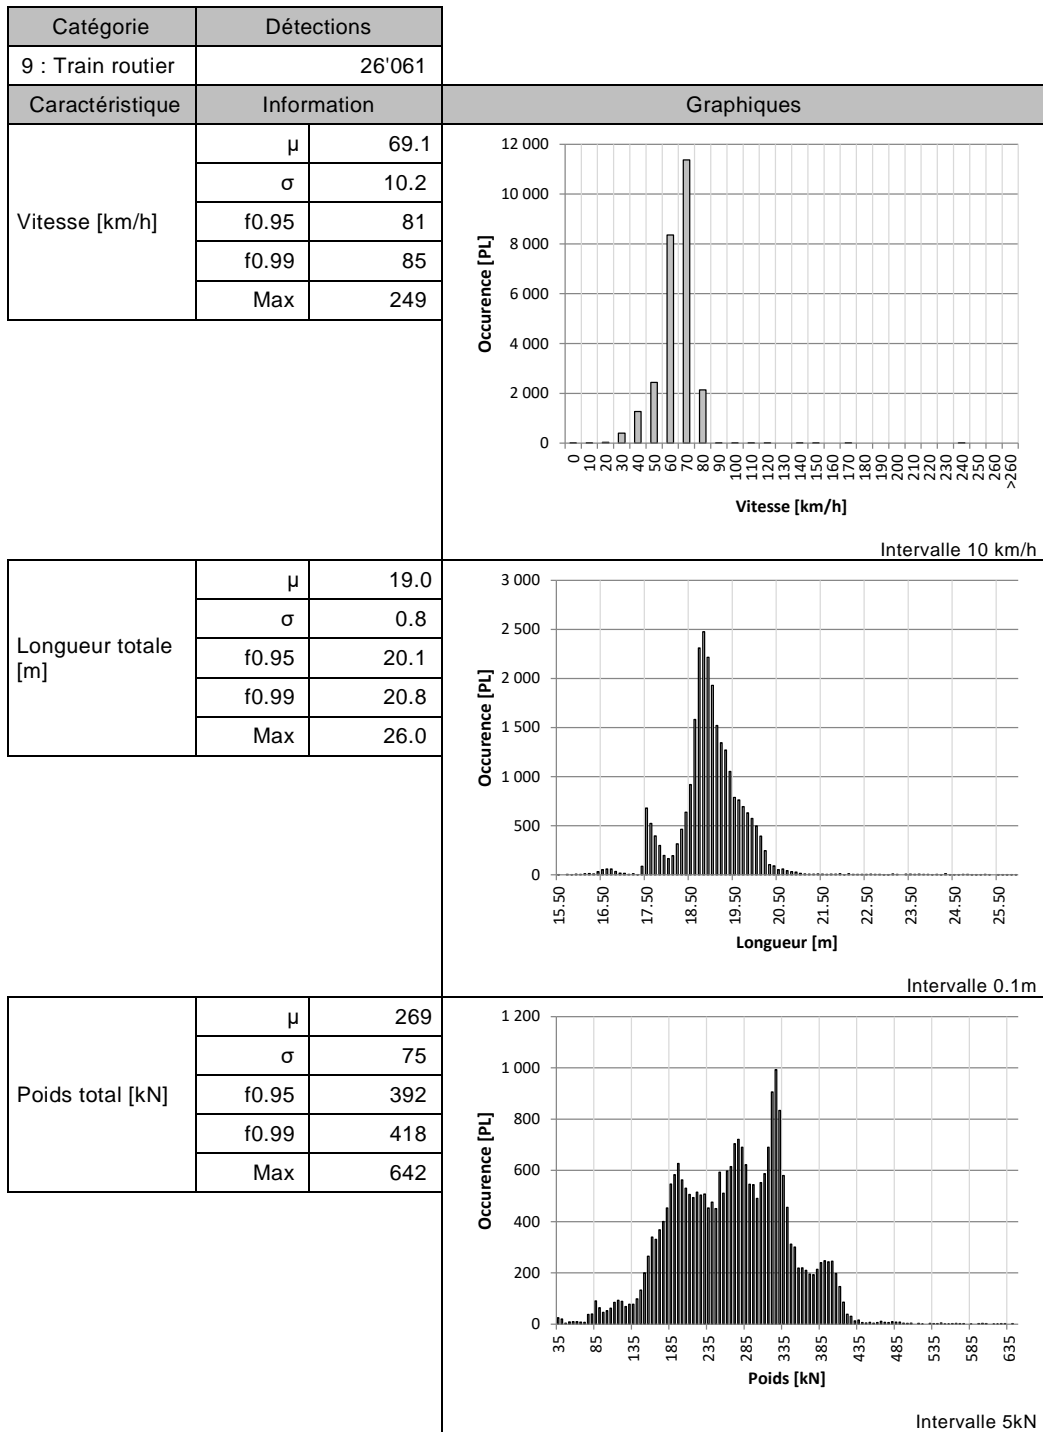 Catégorie Détections
9 : Train routier 26'061
Caractéristique Information Graphiques
Vitesse [km/h]
µ 69.1
σ 10.2
f0.95 81
f0.99 85
Max 249
12 000
10 000
8 000
6 000
4 000
2 000
0
Occurence [PL]
0 10 20 30 40 50 60 70 80 90 100 110 120 130 140 150 160 170 180 190 200 210 220 230 240 250 260 >260
Vitesse [km/h]
Intervalle 10 km/h
Longueur totale
[m]
µ 19.0
σ 0.8
f0.95 20.1
f0.99 20.8
Max 26.0
3 000
2 500
2 000
1 500
1 000
500
0
Occurence [PL]
15.50 16.50 17.50 18.50 19.50 20.50 21.50 22.50 23.50 24.50 25.50
Longueur [m]
Intervalle 0.1m
Poids total [kN]
µ 269
σ 75
f0.95 392
f0.99 418
Max 642
1 200
1 000
800
600
400
200
0
Occurence [PL]
35 85 135 185 235 285 335 385 435 485 535 585 635
Poids [kN]
Intervalle 5kN